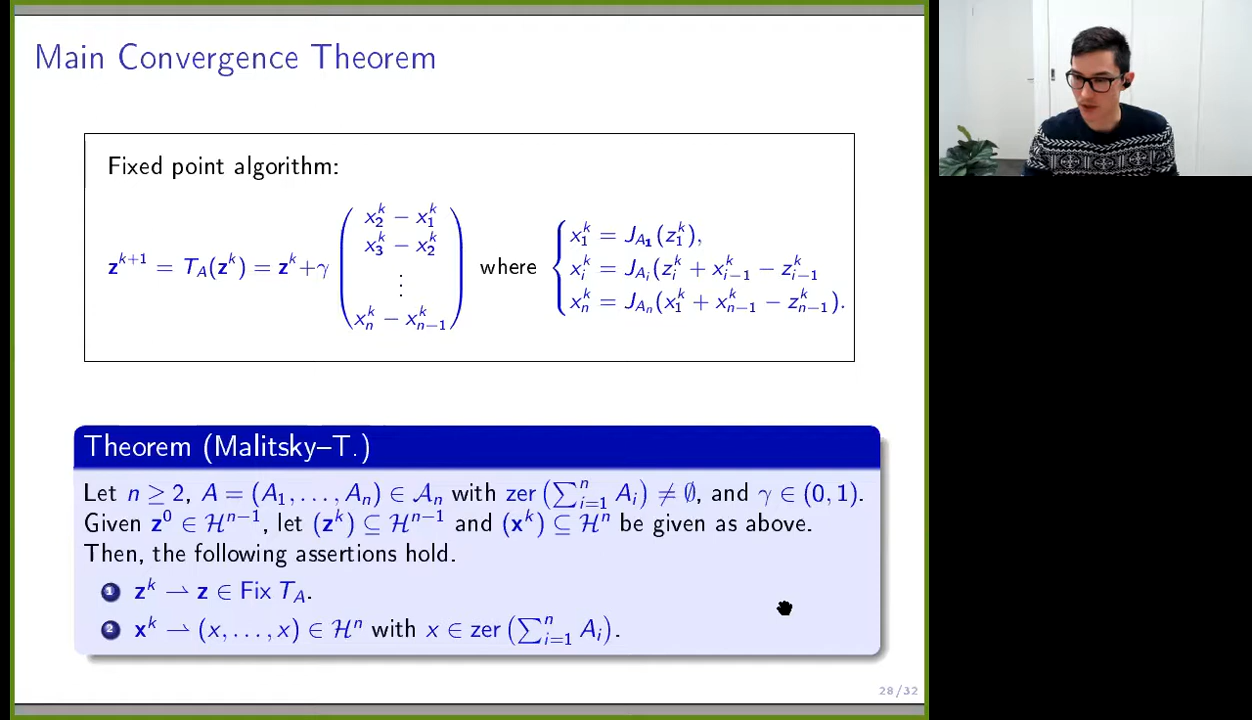 Main Convergence Theorem
Fixed point algorithm:
z^{k+1} = T_A(z^k) = z^k + γ ( x_2^k − x_1^k
x_3^k − x_2^k
⋮
x_n^k − x_{n−1}^k ) where { x_1^k = J_{A_1}(z_1^k),
x_i^k = J_{A_i}(z_i^k + x_{i−1}^k − z_{i−1}^k
x_n^k = J_{A_n}(x_1^k + x_{n−1}^k − z_{n−1}^k).
Theorem (Malitsky–T.)
Let n ≥ 2, A = (A_1, . . . , A_n) ∈ 𝒜_n with zer (∑_{i=1}^n A_i) ≠ ∅, and γ ∈ (0, 1).
Given z^0 ∈ ℋ^{n−1}, let (z^k) ⊆ ℋ^{n−1} and (x^k) ⊆ ℋ^n be given as above.
Then, the following assertions hold.
1 z^k ⇀ z ∈ Fix T_A.
2 x^k ⇀ (x, . . . , x) ∈ ℋ^n with x ∈ zer (∑_{i=1}^n A_i).
28/32